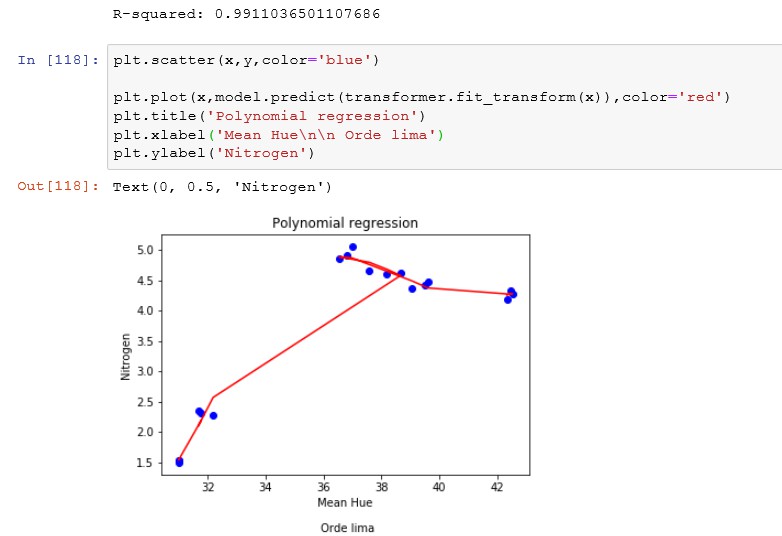 R-squared: 0.9911036501107686
In [118]: plt.scatter(x,y,color='blue')
plt.plot(x,model.predict(transformer.fit_transform(x)),color='red')
plt.title('Polynomial regression')
plt.xlabel('Mean Hue\n\n Orde lima')
plt.ylabel('Nitrogen')
Out[118]: Text(0, 0.5, 'Nitrogen')
Polynomial regression
5.0
4.5
4.0
3.5
3.0
2.5
2.0
1.5
Nitrogen
32 34 36 38 40 42
Mean Hue
Orde lima